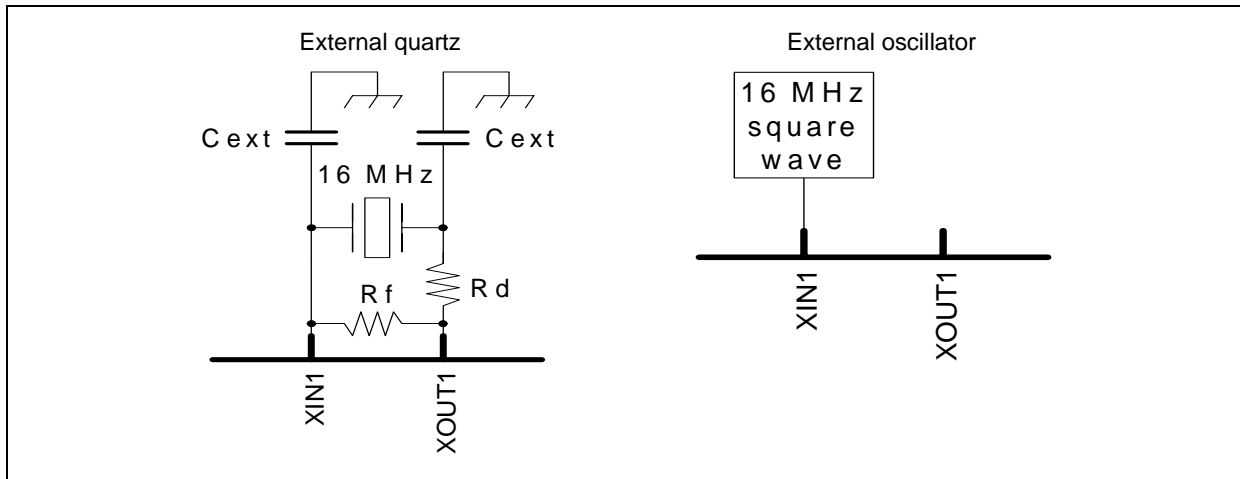 External quartz
Cext
Cext
16 MHz
Rf
Rd
XIN1
XOUT1
External oscillator
16 MHz
square
wave
XIN1
XOUT1